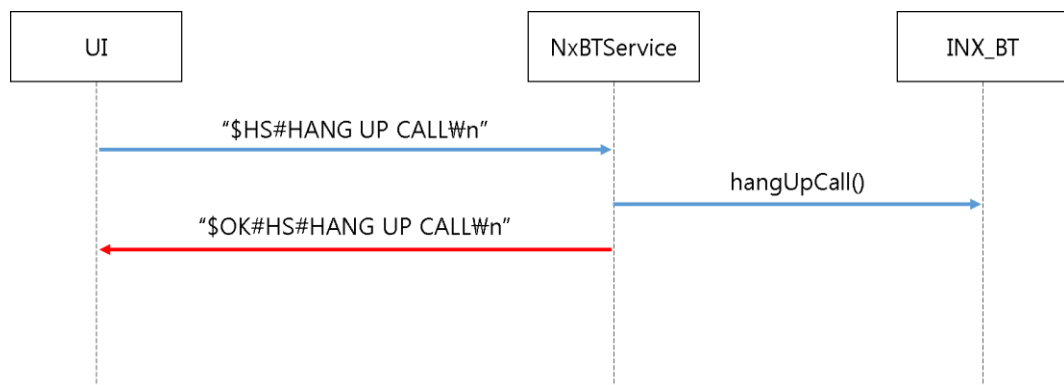 UI
NxBTService
INX_BT
“$HS#HANG UP CALL₩n”
hangUpCall()
“$OK#HS#HANG UP CALL₩n”